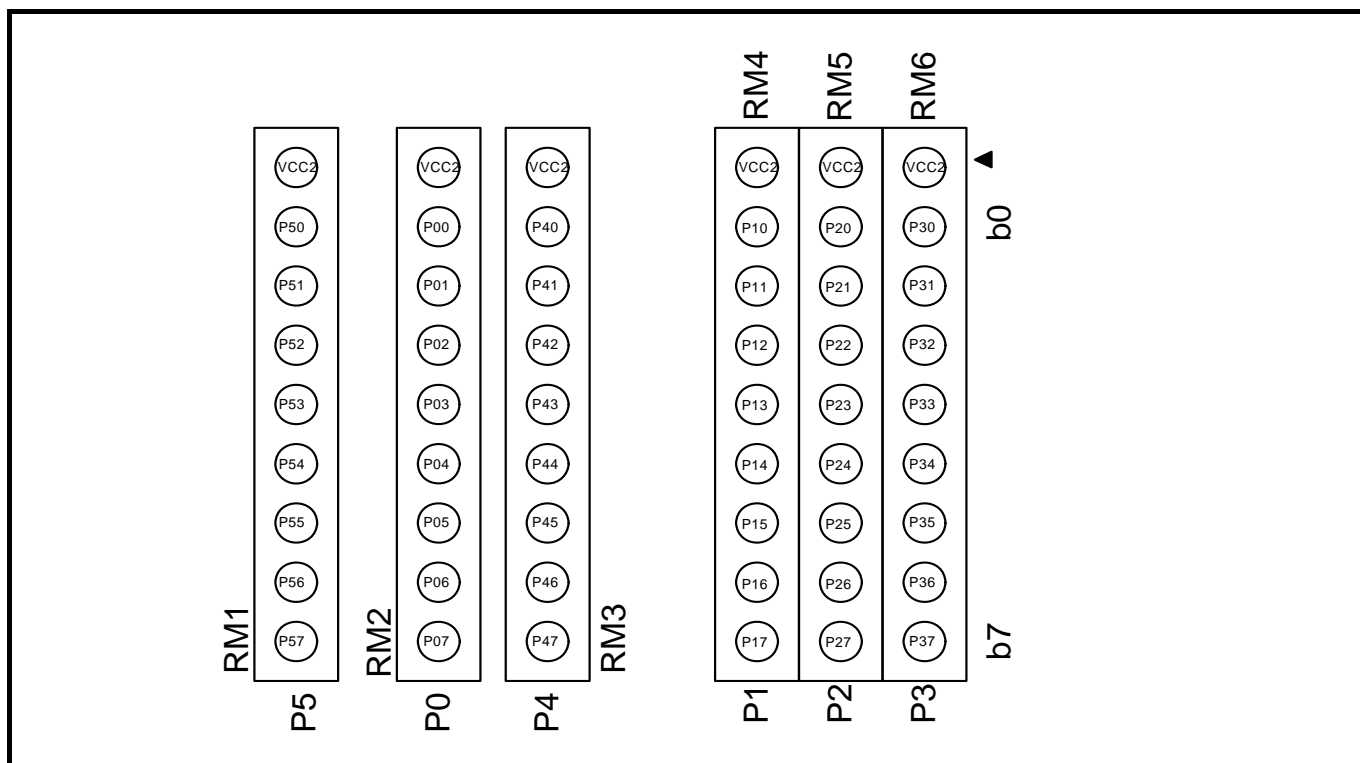 RM4 RM5 RM6
VCC2 VCC2 VCC2 VCC2 VCC2 VCC2
P50 P00 P40 P10 P20 P30 b0
P51 P01 P41 P11 P21 P31
P52 P02 P42 P12 P22 P32
P53 P03 P43 P13 P23 P33
P54 P04 P44 P14 P24 P34
P55 P05 P45 P15 P25 P35
P56 P06 P46 P16 P26 P36
RM1 P57 RM2 P07 P47 RM3 P17 P27 P37 b7
P5 P0 P4 P1 P2 P3